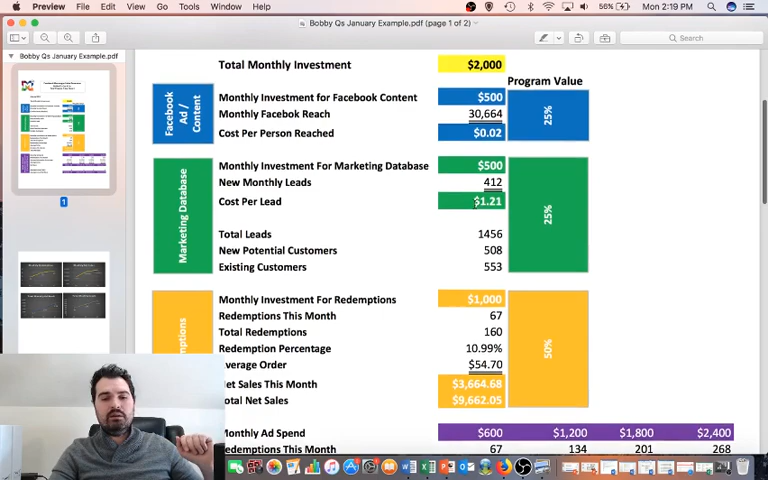 Preview File Edit View Go Tools Window Help 56% Mon 2:19 PM
Bobby Qs January Example.pdf (page 1 of 2)
Search
Bobby Qs January Example.pdf
1
Total Monthly Investment $2,000
Program Value
Facebook Ad / Content
Monthly Investment for Facebook Content $500
Monthly Facebok Reach 30,664
Cost Per Person Reached $0.02
25%
Marketing Database
Monthly Investment For Marketing Database $500
New Monthly Leads 412
Cost Per Lead $1.21
Total Leads 1456
New Potential Customers 508
Existing Customers 553
25%
Monthly Investment For Redemptions $1,000
Redemptions This Month 67
Total Redemptions 160
Redemption Percentage 10.99%
verage Order $54.70
et Sales This Month $3,664.68
otal Net Sales $9,662.05
50%
onthly Ad Spend $600 $1,200 $1,800 $2,400
edemptions This Month 67 134 201 268